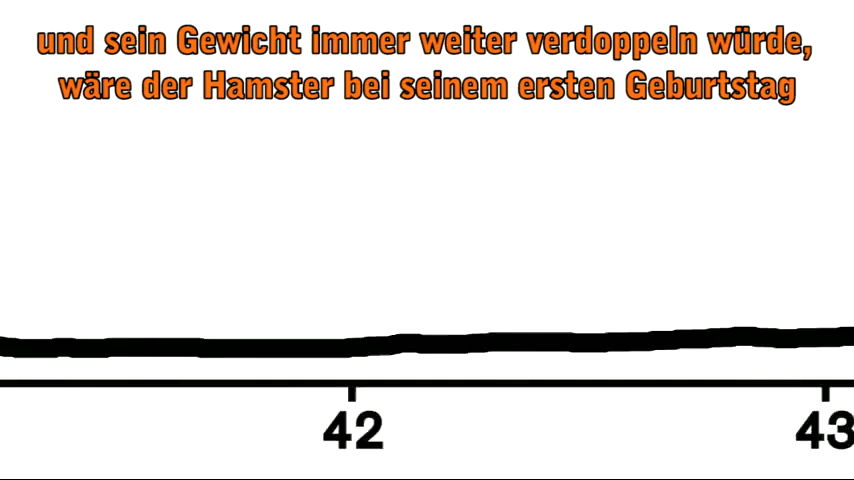 und sein Gewicht immer weiter verdoppeln würde,
wäre der Hamster bei seinem ersten Geburtstag
42 43